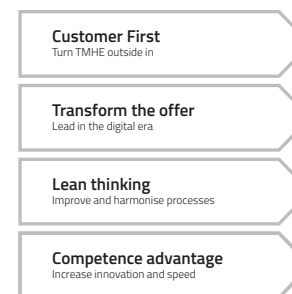 Customer First
Turn TMHE outside in
Transform the offer
Lead in the digital era
Lean thinking
Improve and harmonise processes
Competence advantage
Increase innovation and speed